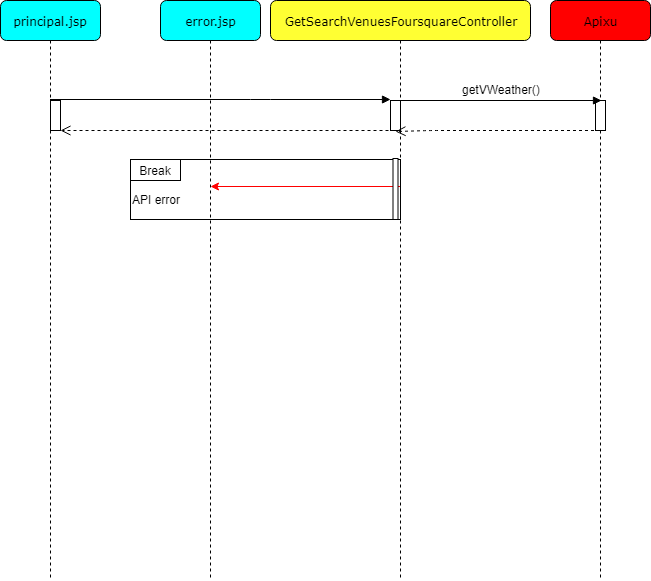 principal.jsp
error.jsp
GetSearchVenuesFoursquareController
Apixu
getVWeather()
Break
API error